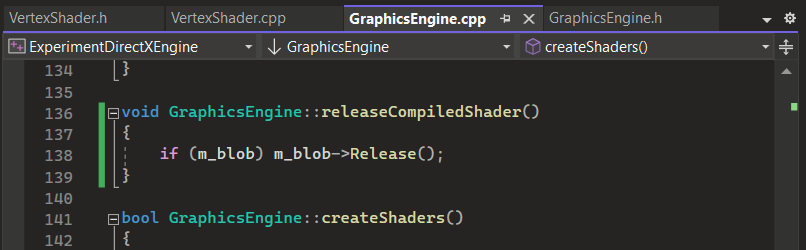 VertexShader.h VertexShader.cpp GraphicsEngine.cpp GraphicsEngine.h
ExperimentDirectXEngine GraphicsEngine createShaders()
134 }
135
136 void GraphicsEngine::releaseCompiledShader()
137 {
138 if (m_blob) m_blob->Release();
139 }
140
141 bool GraphicsEngine::createShaders()
142 {